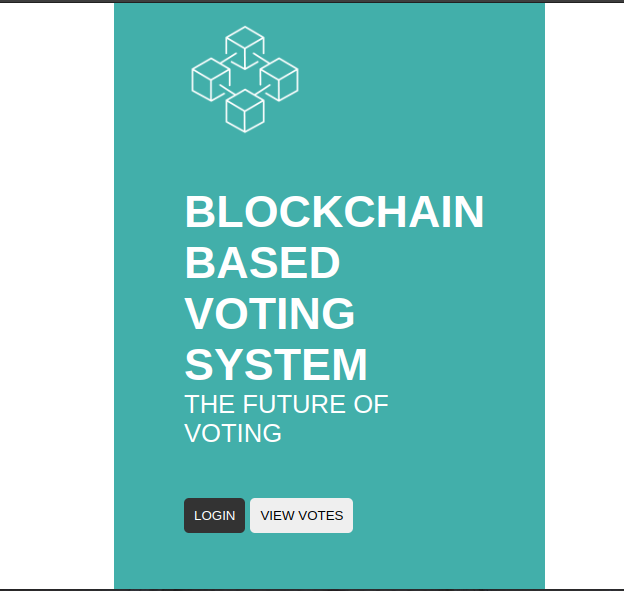 BLOCKCHAIN
BASED
VOTING
SYSTEM
THE FUTURE OF
VOTING
LOGIN
VIEW VOTES